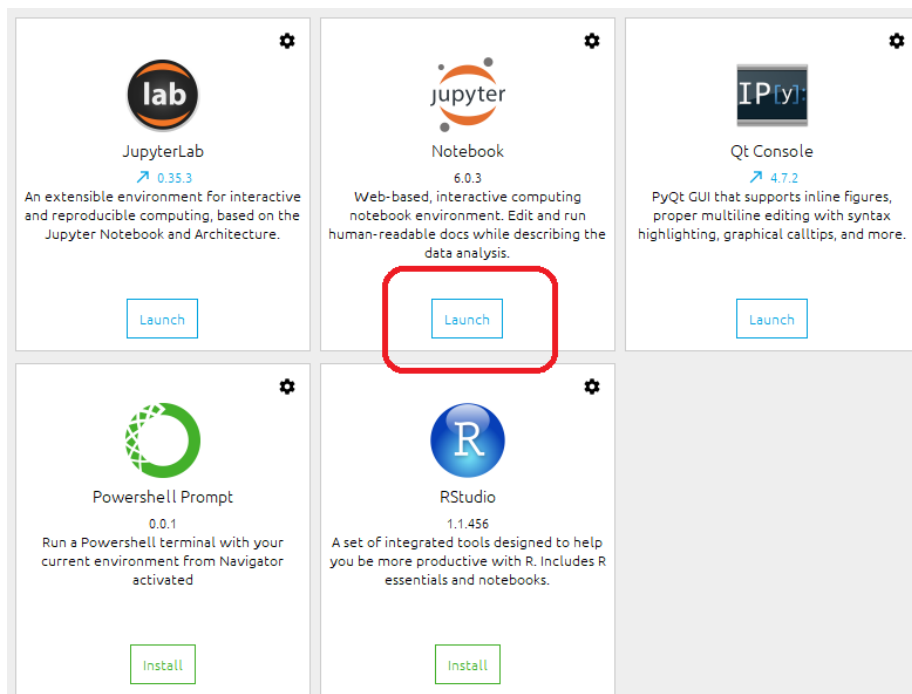 lab
JupyterLab
0.35.3
An extensible environment for interactive
and reproducible computing, based on the
Jupyter Notebook and Architecture.
Launch
jupyter
Notebook
6.0.3
Web-based, interactive computing
notebook environment. Edit and run
human-readable docs while describing the
data analysis.
Launch
IP[y]:
Qt Console
4.7.2
PyQt GUI that supports inline figures,
proper multiline editing with syntax
highlighting, graphical calltips, and more.
Launch
Powershell Prompt
0.0.1
Run a Powershell terminal with your
current environment from Navigator
activated
Install
R
RStudio
1.1.456
A set of integrated tools designed to help
you be more productive with R. Includes R
essentials and notebooks.
Install